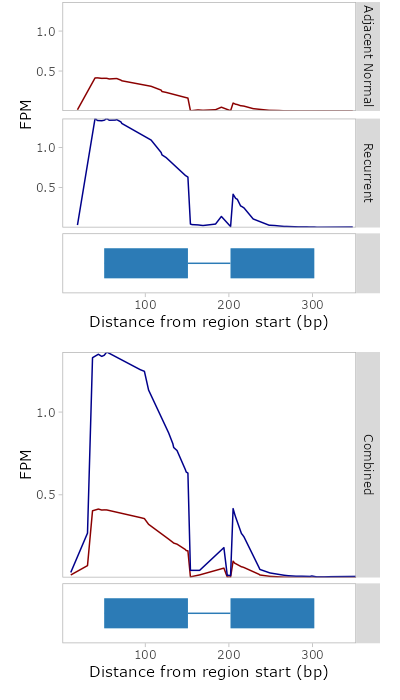 Adjacent Normal
1.0
0.5
FPM
Recurrent
1.0
0.5
100 200 300
Distance from region start (bp)
Combined
1.0
0.5
FPM
100 200 300
Distance from region start (bp)